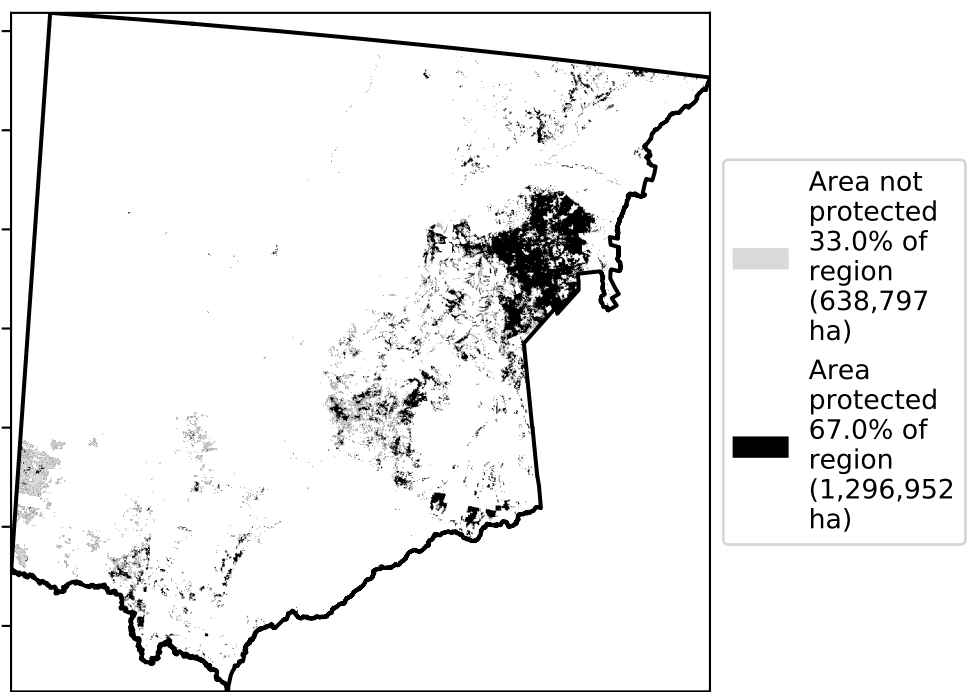 Area not
protected
33.0% of
region
(638,797
ha)
Area
protected
67.0% of
region
(1,296,952
ha)